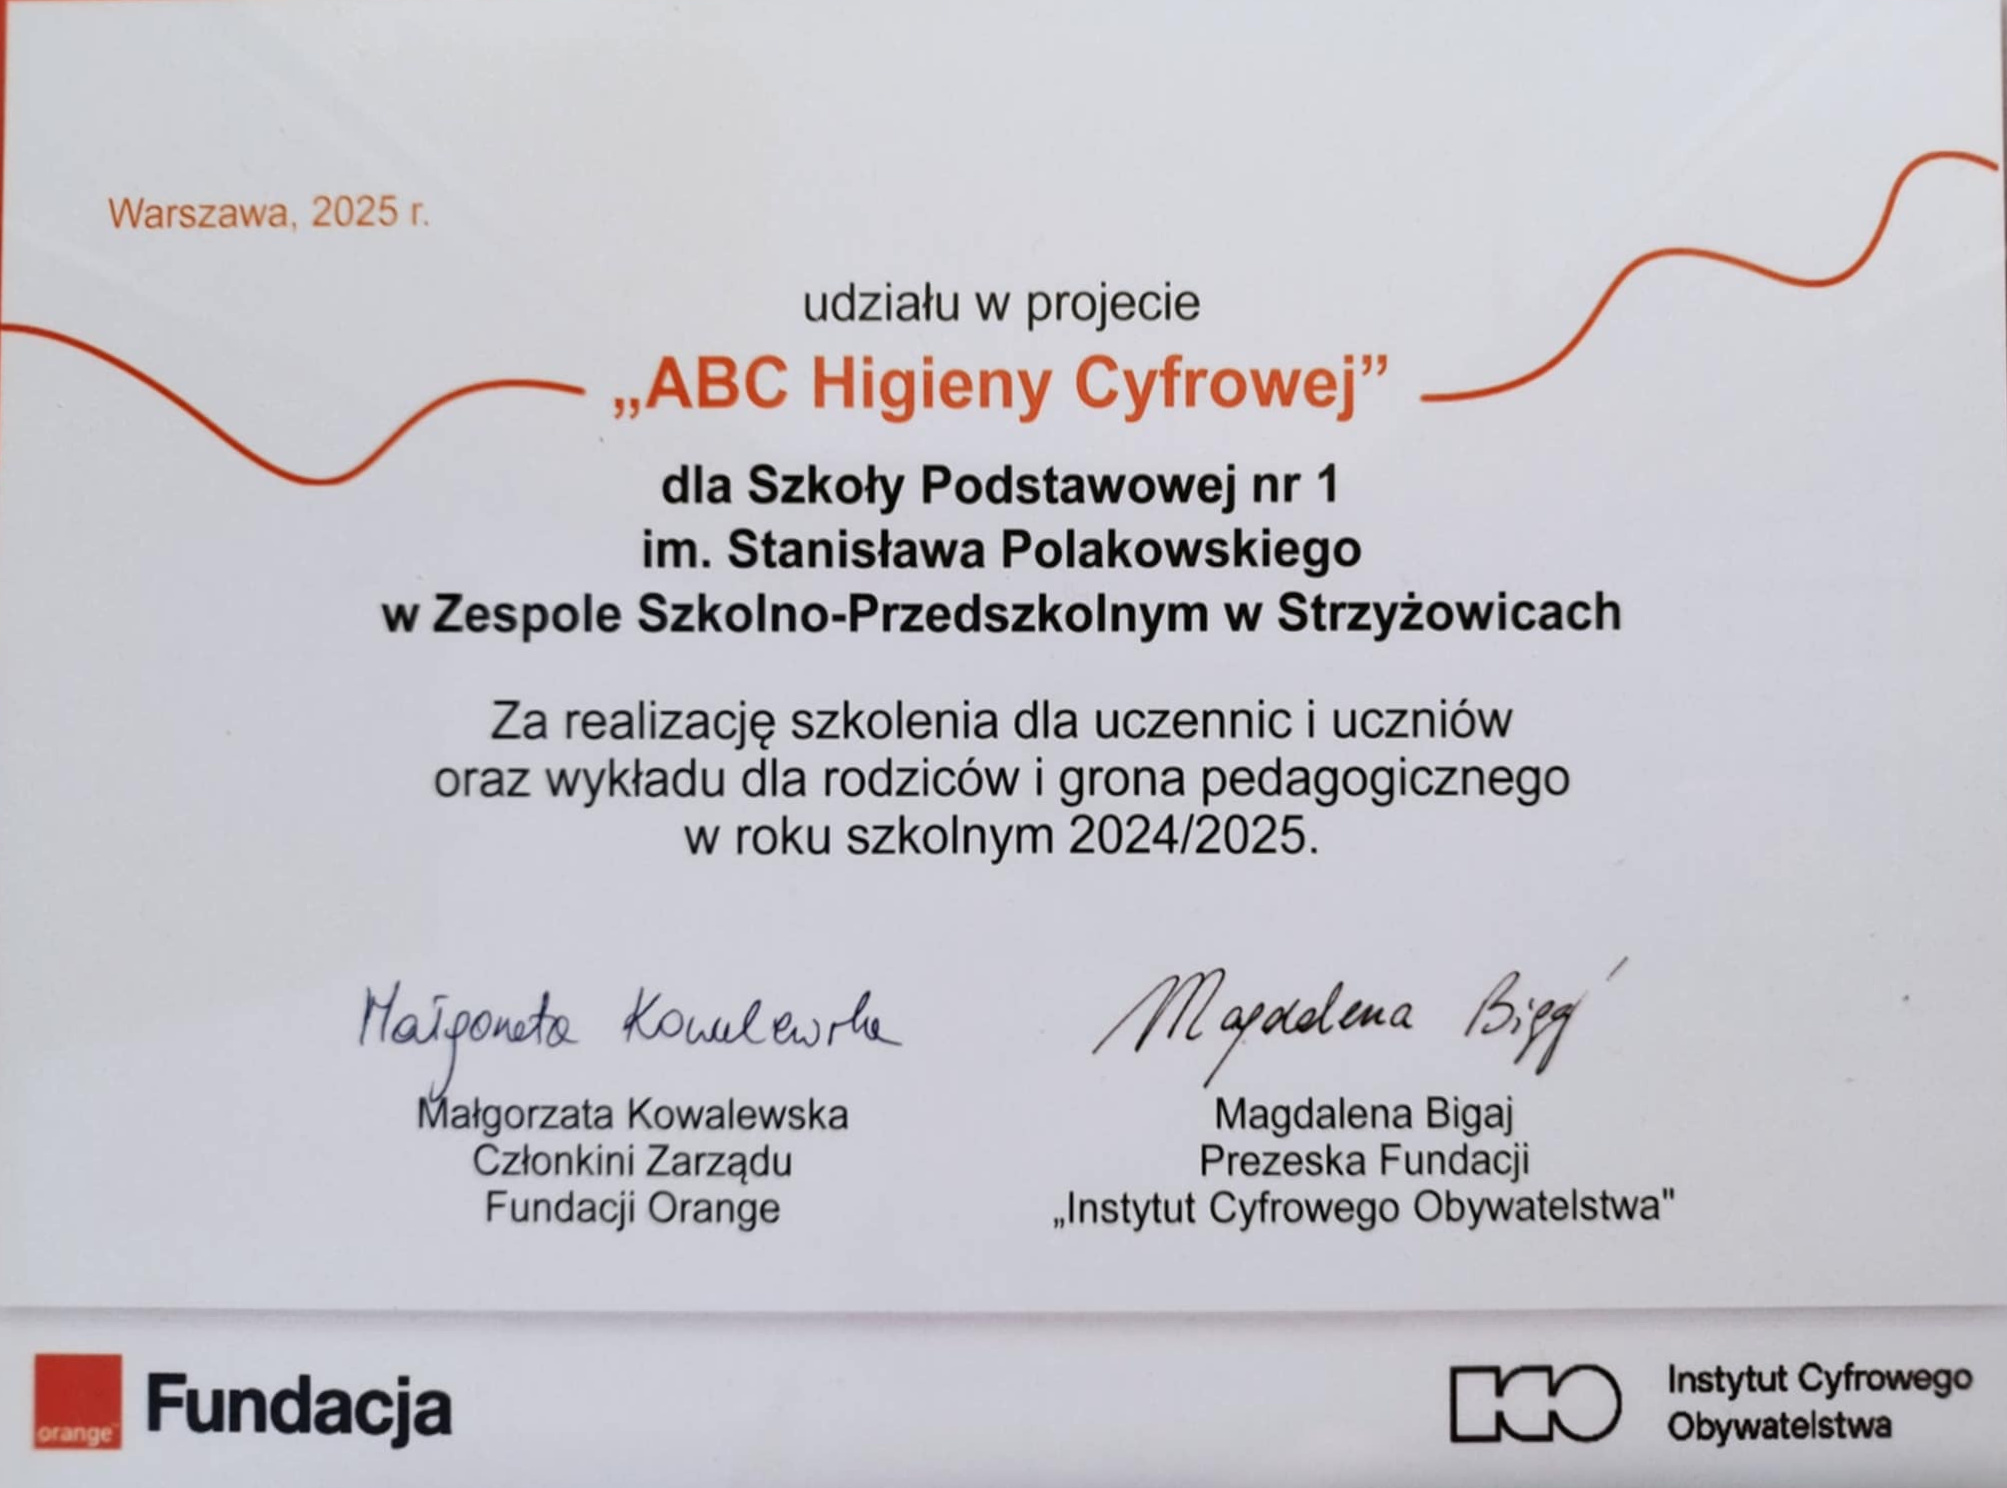 Warszawa, 2025 r.
udziału w projecie
„ABC Higieny Cyfrowej”
dla Szkoły Podstawowej nr 1
im. Stanisława Polakowskiego
w Zespole Szkolno-Przedszkolnym w Strzyżowicach
Za realizację szkolenia dla uczennic i uczniów
oraz wykładu dla rodziców i grona pedagogicznego
w roku szkolnym 2024/2025.
Małgorzata Kowalewska
Magdalena Bigaj
Małgorzata Kowalewska
Członkini Zarządu
Fundacji Orange
Magdalena Bigaj
Prezeska Fundacji
„Instytut Cyfrowego Obywatelstwa"
orange™ Fundacja
ICO
Instytut Cyfrowego
Obywatelstwa